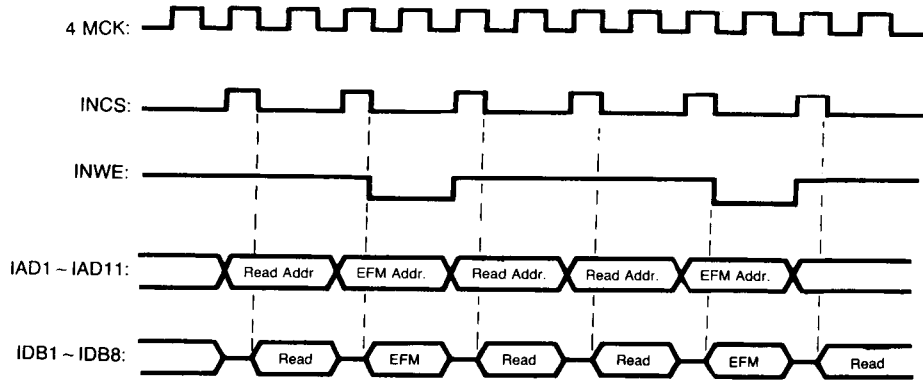 4 MCK:
INCS:
INWE:
IAD1 ~ IAD11: Read Addr EFM Addr. Read Addr. Read Addr. EFM Addr.
IDB1 ~ IDB8: Read EFM Read Read EFM Read